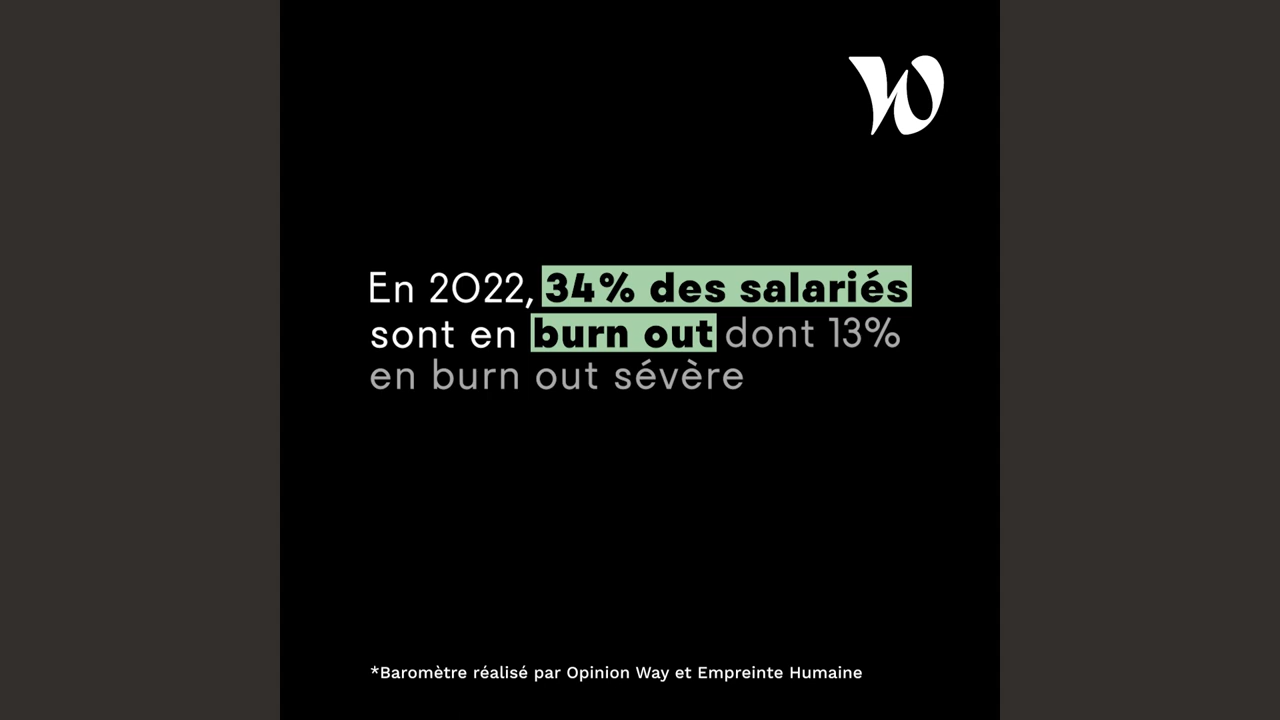 W
En 2022, 34% des salariés
sont en burn out dont 13%
en burn out sévère
*Baromètre réalisé par Opinion Way et Empreinte Humaine